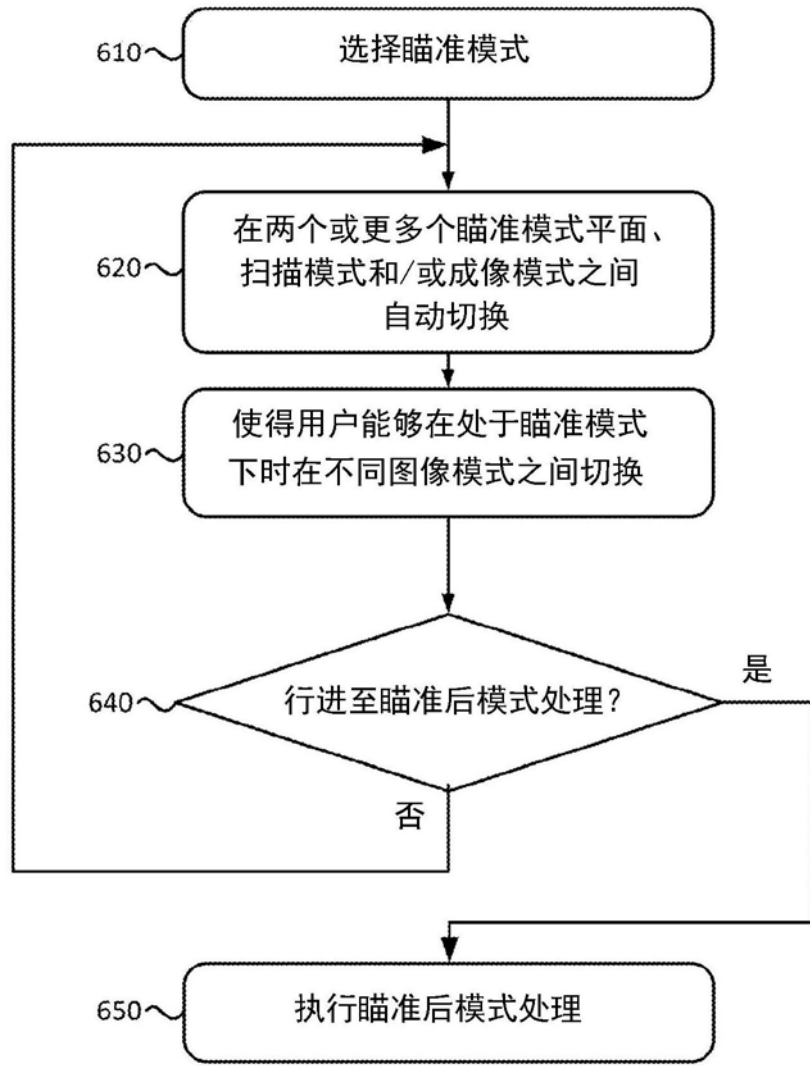 610
选择瞄准模式
620
在两个或更多个瞄准模式平面、
扫描模式和/或成像模式之间
自动切换
630
使得用户能够在处于瞄准模式
下时在不同图像模式之间切换
640
行进至瞄准后模式处理?
是
否
650
执行瞄准后模式处理